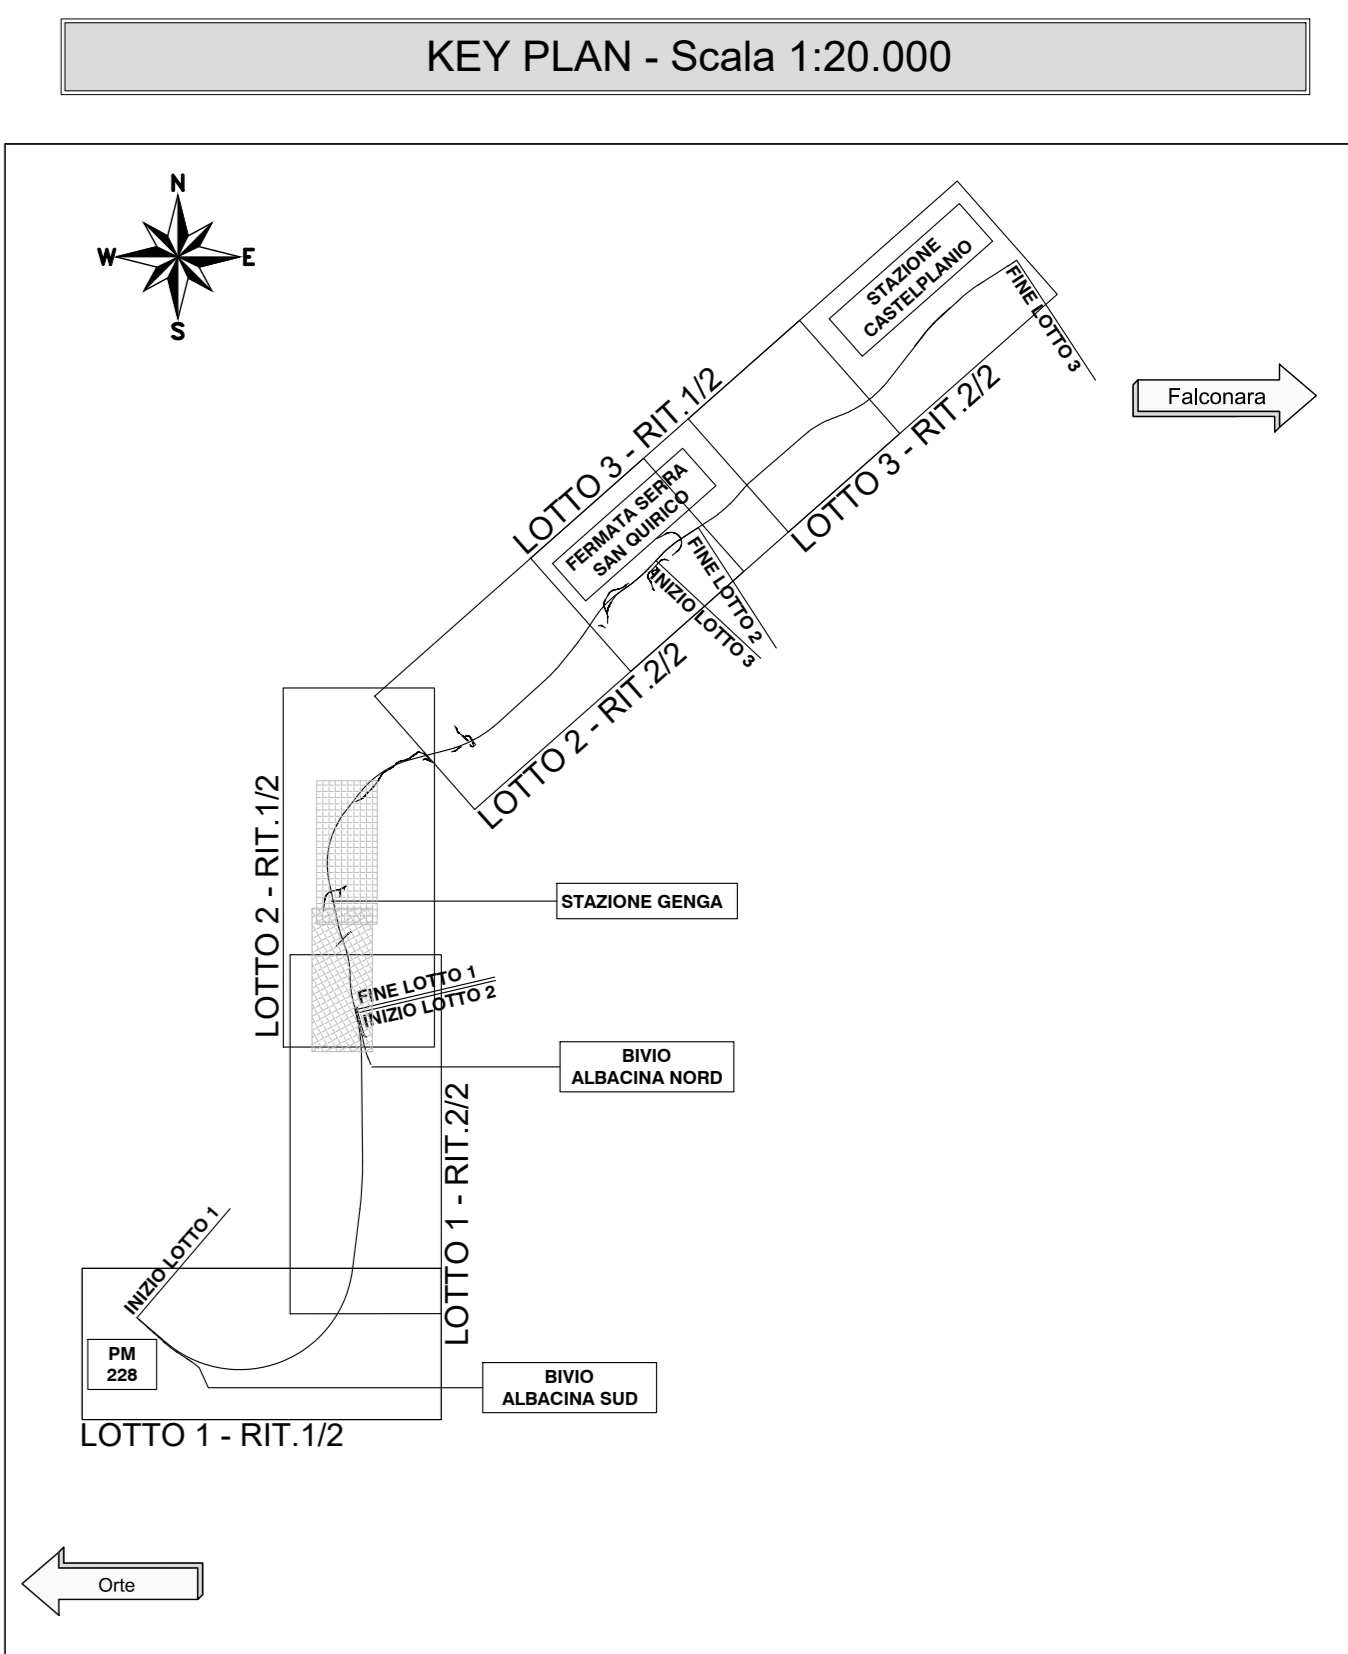 KEY PLAN - Scala 1:20.000
N
W
E
S
STAZIONE
CASTELPLANIO
FINE LOTTO 3
Falconara
LOTTO 3 - RIT.1/2
LOTTO 3 - RIT.2/2
FERMATA SERRA
SAN QUIRICO
FINE LOTTO 2
INIZIO LOTTO 3
LOTTO 2 - RIT.2/2
LOTTO 2 - RIT.1/2
STAZIONE GENGA
FINE LOTTO 1
INIZIO LOTTO 2
BIVIO
ALBACINA NORD
LOTTO 1 - RIT.2/2
INIZIO LOTTO 1
PM
228
BIVIO
ALBACINA SUD
LOTTO 1 - RIT.1/2
Orte